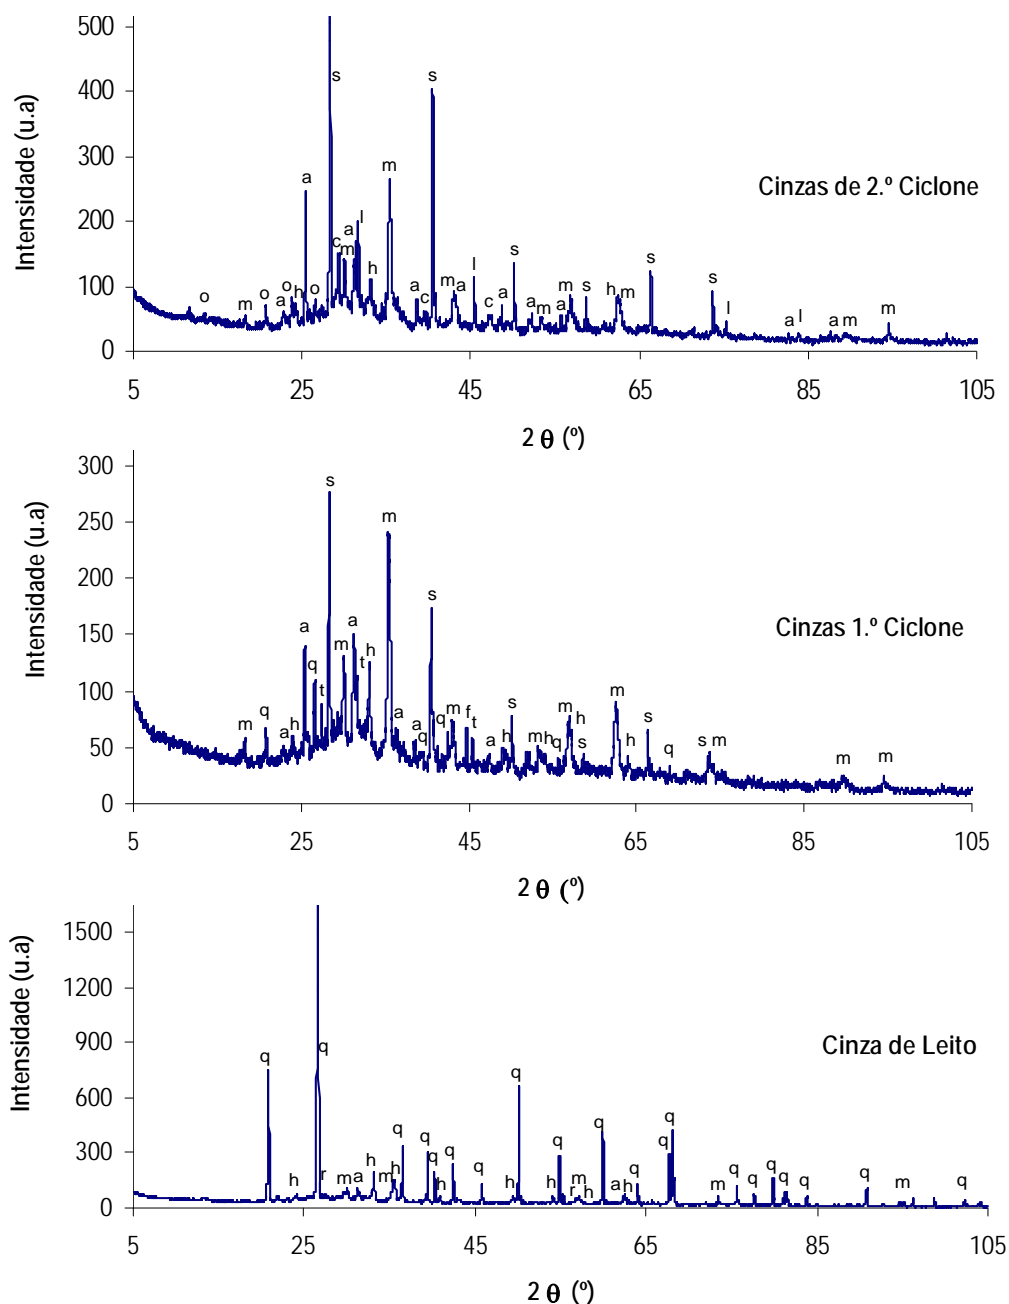 500
400
300
200
100
0
Intensidade (u.a)
Cinzas de 2.º Ciclone
s
s
a
m
l
a
c
m
h
o
m
o
a
o
h
o
a
c
m
a
l
c
a
s
a
m
m
a
s
h
m
s
s
l
a
l
a
m
m
5 25 45 65 85 105
2 θ (º)
300
250
200
150
100
50
0
Intensidade (u.a)
Cinzas 1.º Ciclone
s
m
s
a
q
t
m
a
t
h
m
q
a
h
a
a
q
q
m
f
t
a
h
s
m
h
q
m
h
s
m
h
s
q
s
m
m
m
5 25 45 65 85 105
2 θ (º)
1500
1200
900
600
300
0
Intensidade (u.a)
Cinza de Leito
q
q
h
r
m
a
h
m
h
q
q
q
h
q
q
h
q
h
q
r
m
h
q
a
h
q
q
q
m
q
q
q
q
q
q
m
q
5 25 45 65 85 105
2 θ (º)